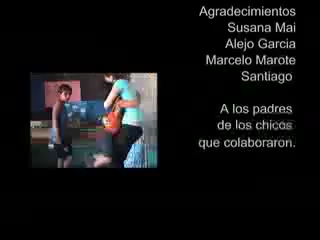 Agradecimientos
Susana Mai
Alejo Garcia
Marcelo Marote
Santiago
A los padres
de los chicos
que colaboraron.